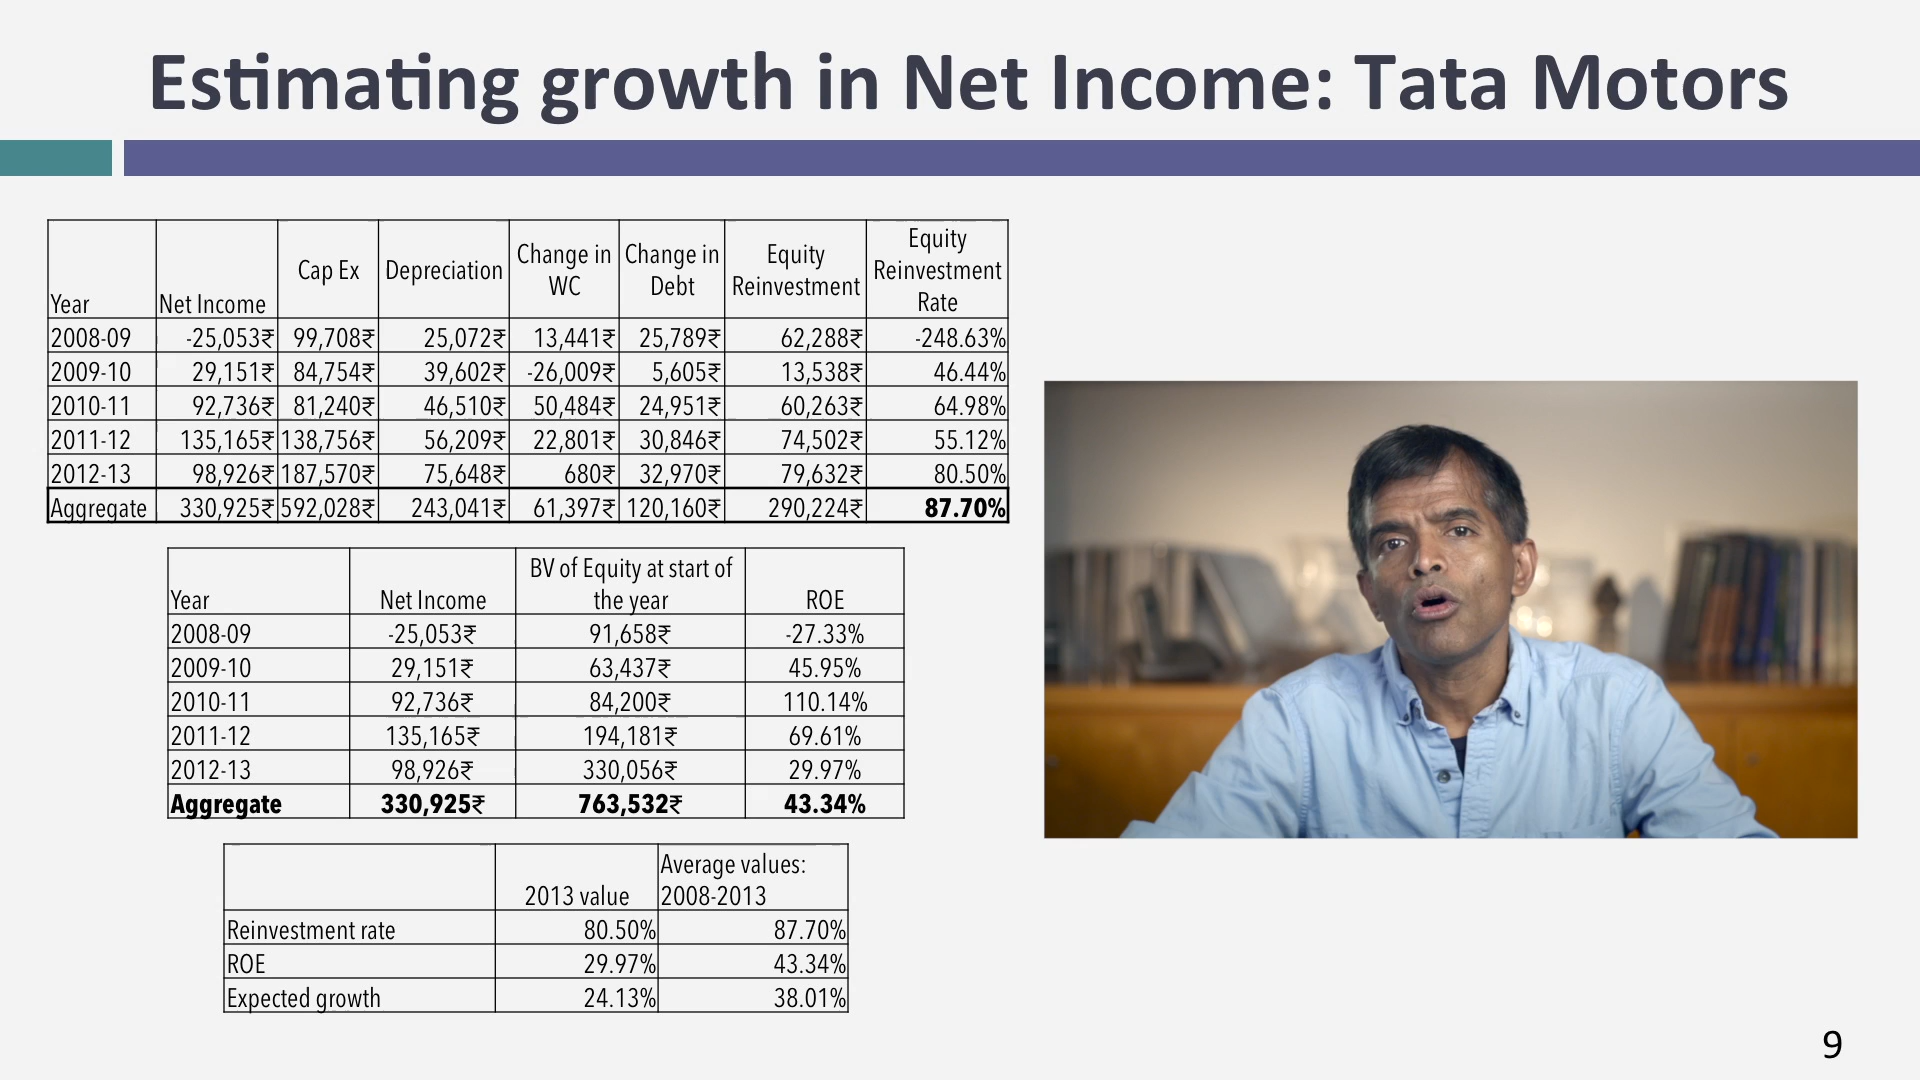 Estimating growth in Net Income: Tata Motors
Year Net Income Cap Ex Depreciation Change in WC Change in Debt Equity Reinvestment Equity Reinvestment Rate
2008-09 -25,053₹ 99,708₹ 25,072₹ 13,441₹ 25,789₹ 62,288₹ -248.63%
2009-10 29,151₹ 84,754₹ 39,602₹ -26,009₹ 5,605₹ 13,538₹ 46.44%
2010-11 92,736₹ 81,240₹ 46,510₹ 50,484₹ 24,951₹ 60,263₹ 64.98%
2011-12 135,165₹ 138,756₹ 56,209₹ 22,801₹ 30,846₹ 74,502₹ 55.12%
2012-13 98,926₹ 187,570₹ 75,648₹ 680₹ 32,970₹ 79,632₹ 80.50%
Aggregate 330,925₹ 592,028₹ 243,041₹ 61,397₹ 120,160₹ 290,224₹ 87.70%
Year Net Income BV of Equity at start of the year ROE
2008-09 -25,053₹ 91,658₹ -27.33%
2009-10 29,151₹ 63,437₹ 45.95%
2010-11 92,736₹ 84,200₹ 110.14%
2011-12 135,165₹ 194,181₹ 69.61%
2012-13 98,926₹ 330,056₹ 29.97%
Aggregate 330,925₹ 763,532₹ 43.34%
2013 value Average values: 2008-2013
Reinvestment rate 80.50% 87.70%
ROE 29.97% 43.34%
Expected growth 24.13% 38.01%
9